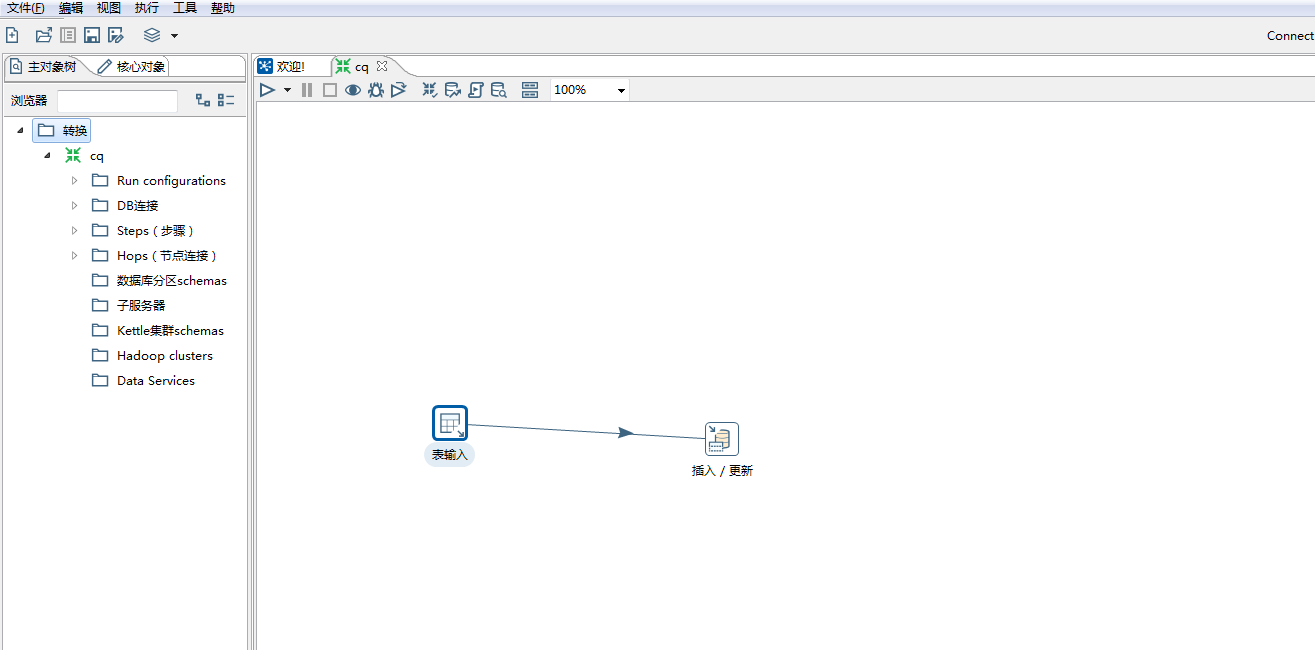 文件(F) 编辑 视图 执行 工具 帮助
Connect
主对象树 核心对象
欢迎! cq
100%
浏览器
转换
cq
Run configurations
DB连接
Steps ( 步骤 )
Hops ( 节点连接 )
数据库分区schemas
子服务器
Kettle集群schemas
Hadoop clusters
Data Services
表输入
插入 / 更新